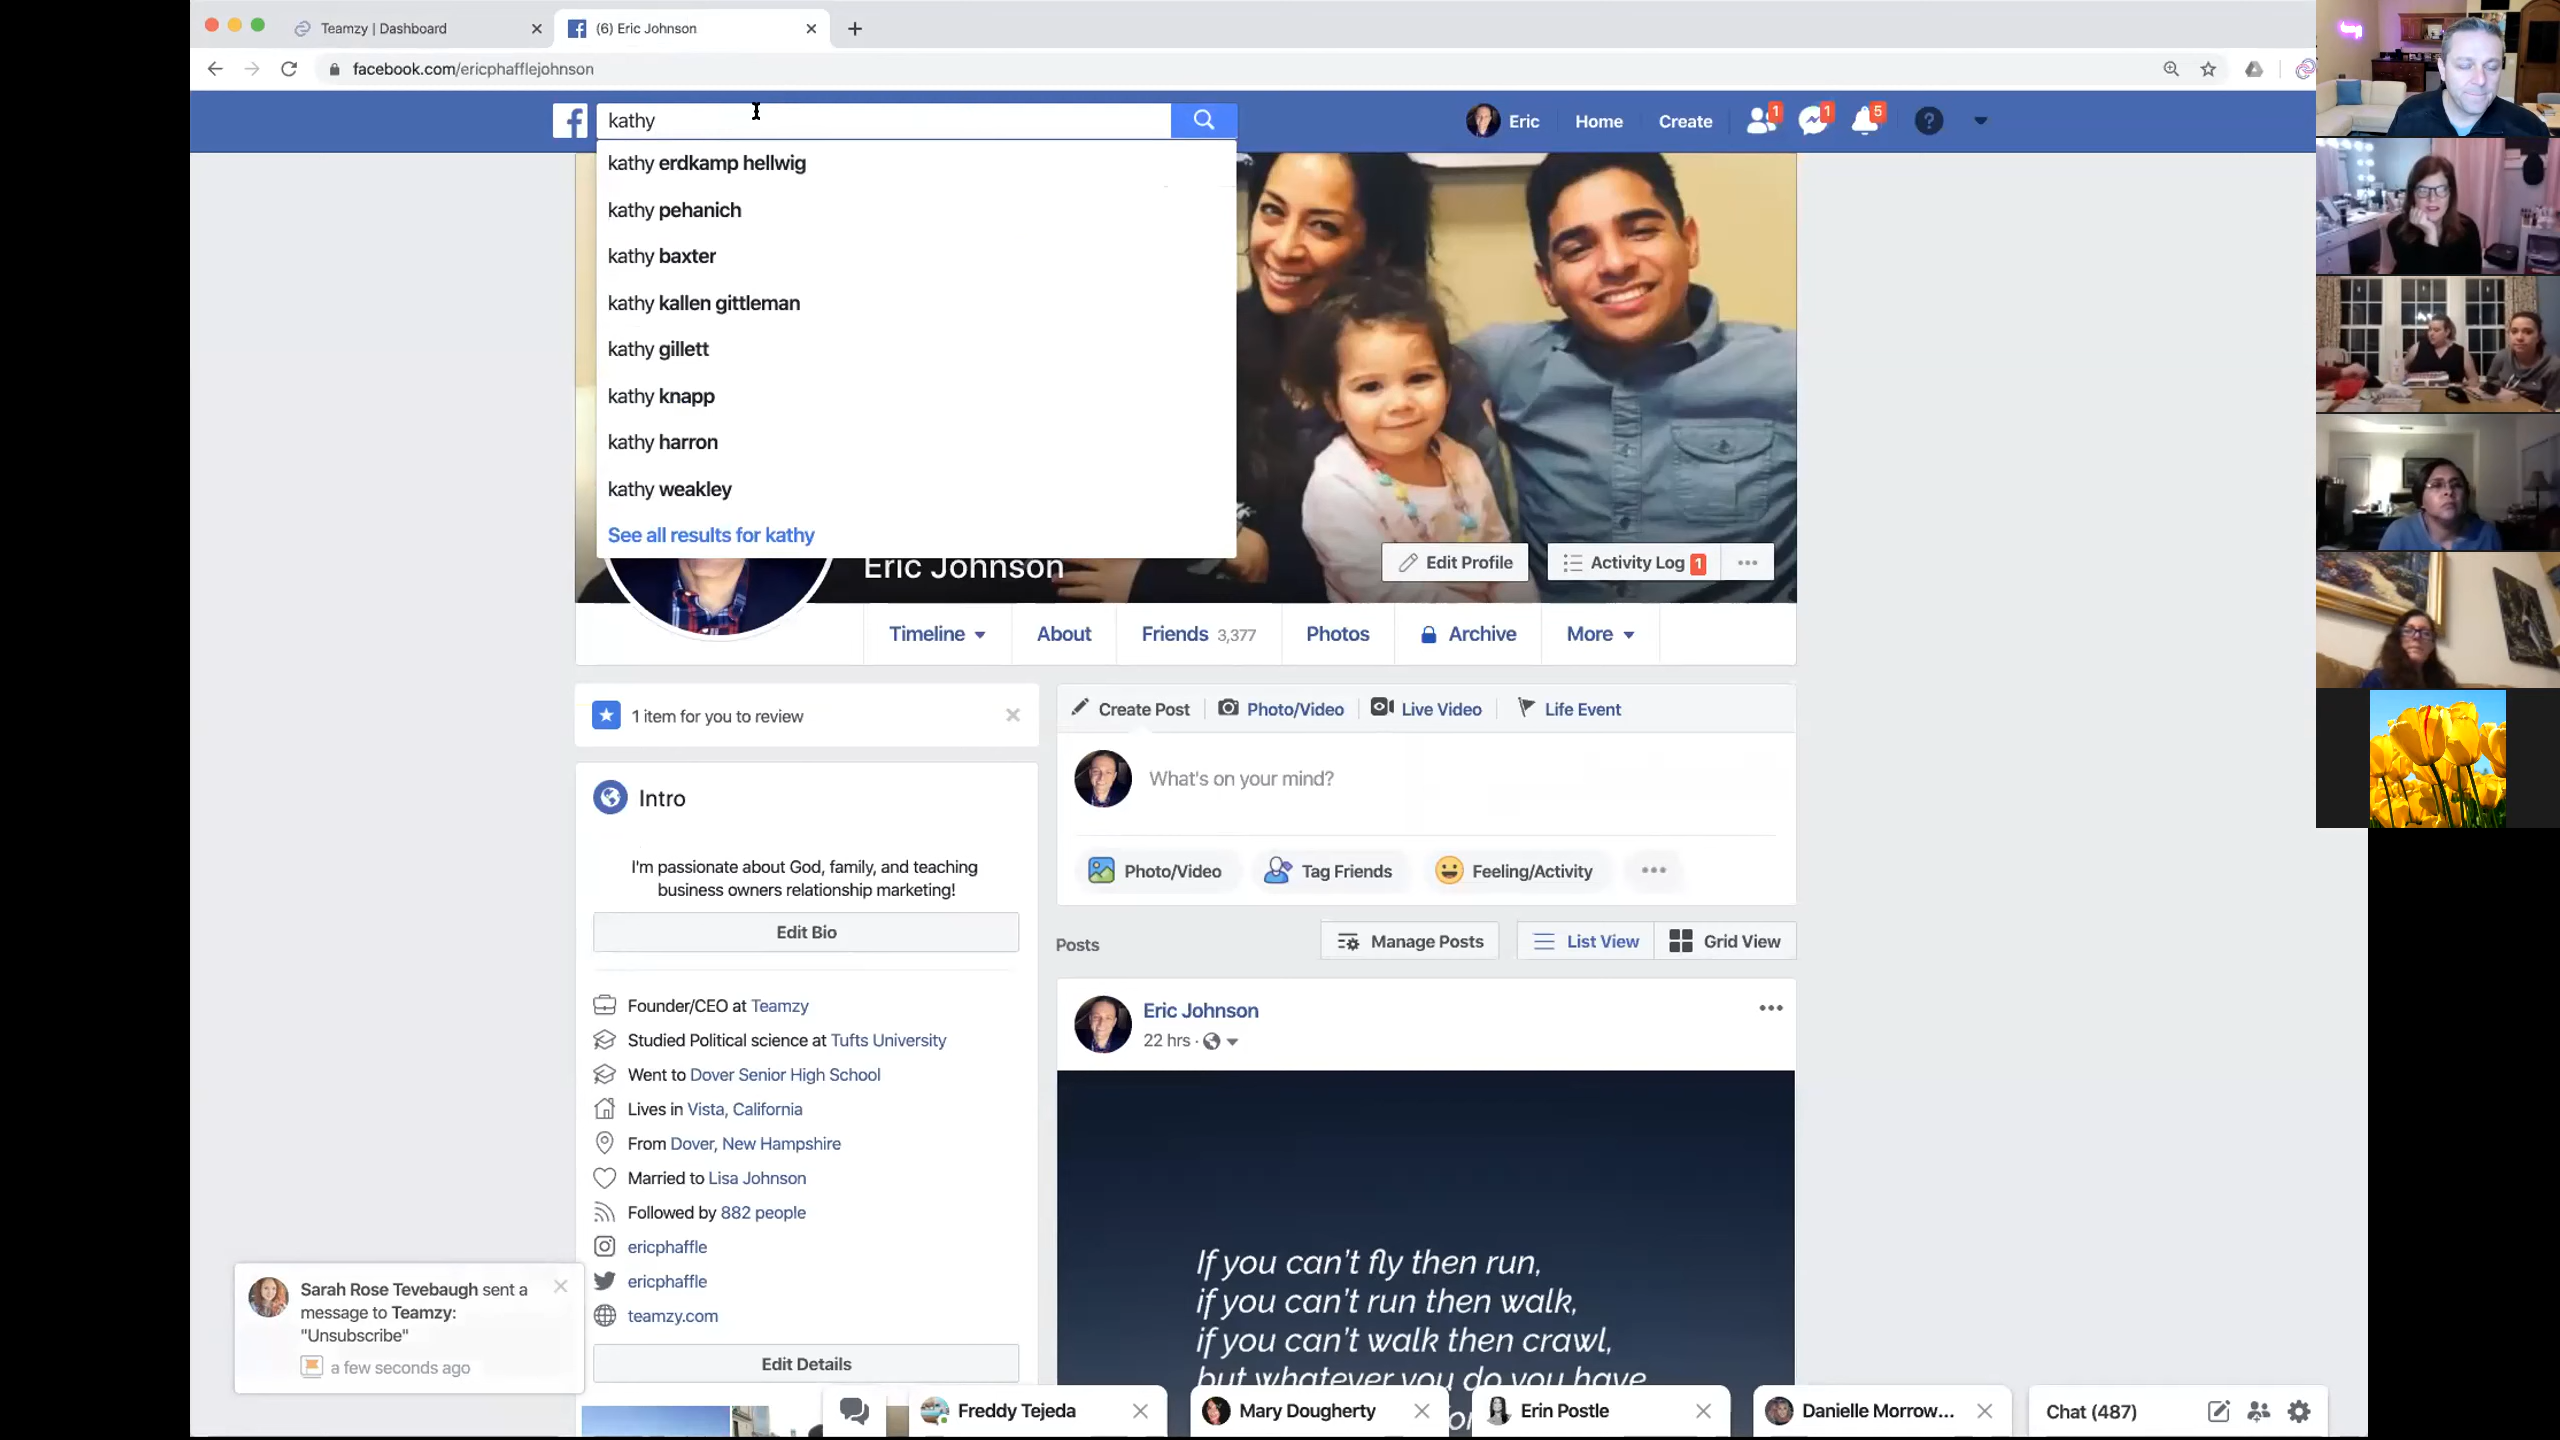 Teamzy | Dashboard
(6) Eric Johnson
facebook.com/ericphafflejohnson
kathy
Eric
Home
Create
1
1
5
kathy erdkamp hellwig
kathy pehanich
kathy baxter
kathy kallen gittleman
kathy gillett
kathy knapp
kathy harron
kathy weakley
See all results for kathy
Eric Johnson
Edit Profile
Activity Log 1
Timeline
About
Friends 3,377
Photos
Archive
More
1 item for you to review
Create Post
Photo/Video
Live Video
Life Event
What's on your mind?
Photo/Video
Tag Friends
Feeling/Activity
Intro
I'm passionate about God, family, and teaching
business owners relationship marketing!
Edit Bio
Posts
Manage Posts
List View
Grid View
Founder/CEO at Teamzy
Studied Political science at Tufts University
Went to Dover Senior High School
Lives in Vista, California
From Dover, New Hampshire
Married to Lisa Johnson
Followed by 882 people
ericphaffle
ericphaffle
teamzy.com
Edit Details
Eric Johnson
22 hrs ·
If you can't fly then run,
if you can't run then walk,
if you can't walk then crawl,
but whatever you do you have
Sarah Rose Tevebaugh sent a
message to Teamzy:
"Unsubscribe"
a few seconds ago
Freddy Tejeda
Mary Dougherty
Erin Postle
Danielle Morrow...
Chat (487)